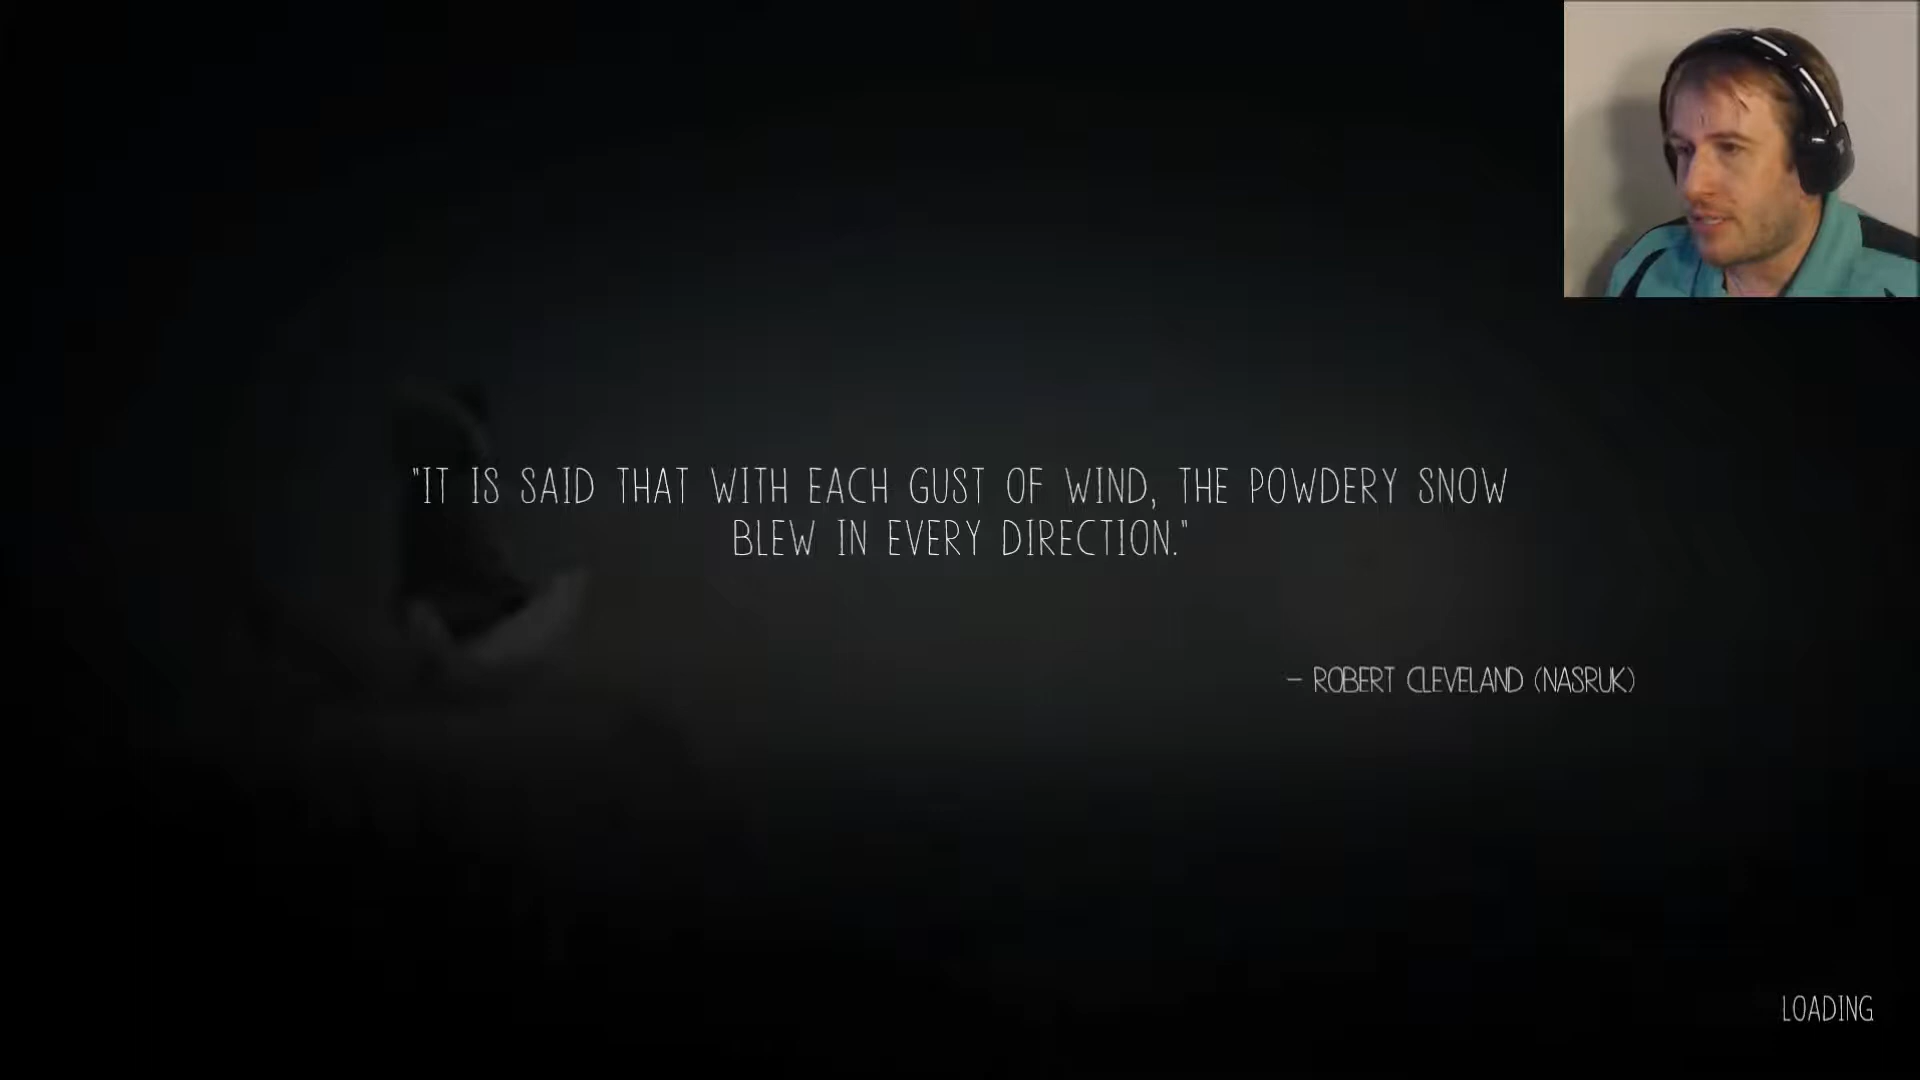 "IT IS SAID THAT WITH EACH GUST OF WIND, THE POWDERY SNOW
BLEW IN EVERY DIRECTION."
– ROBERT CLEVELAND (NASRUK)
LOADING